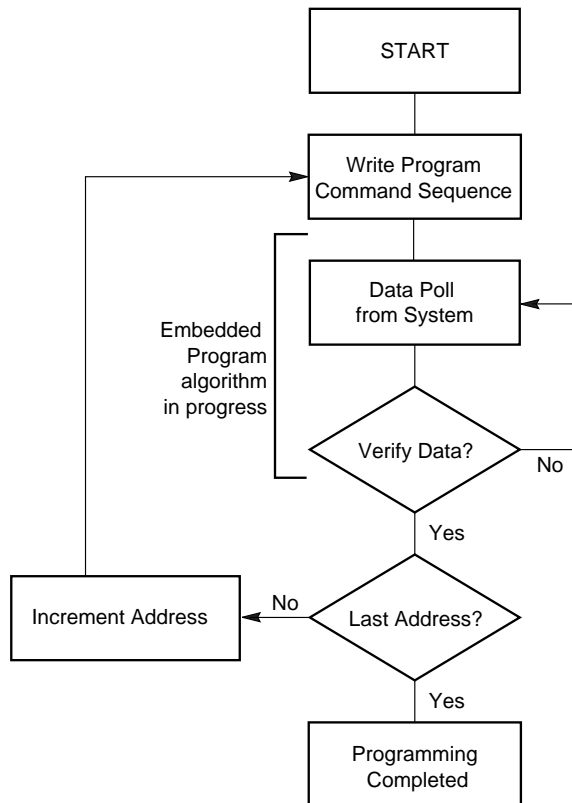 START
Write Program
Command Sequence
Data Poll
from System
Embedded
Program
algorithm
in progress
Verify Data?
No
Yes
Increment Address
No
Last Address?
Yes
Programming
Completed